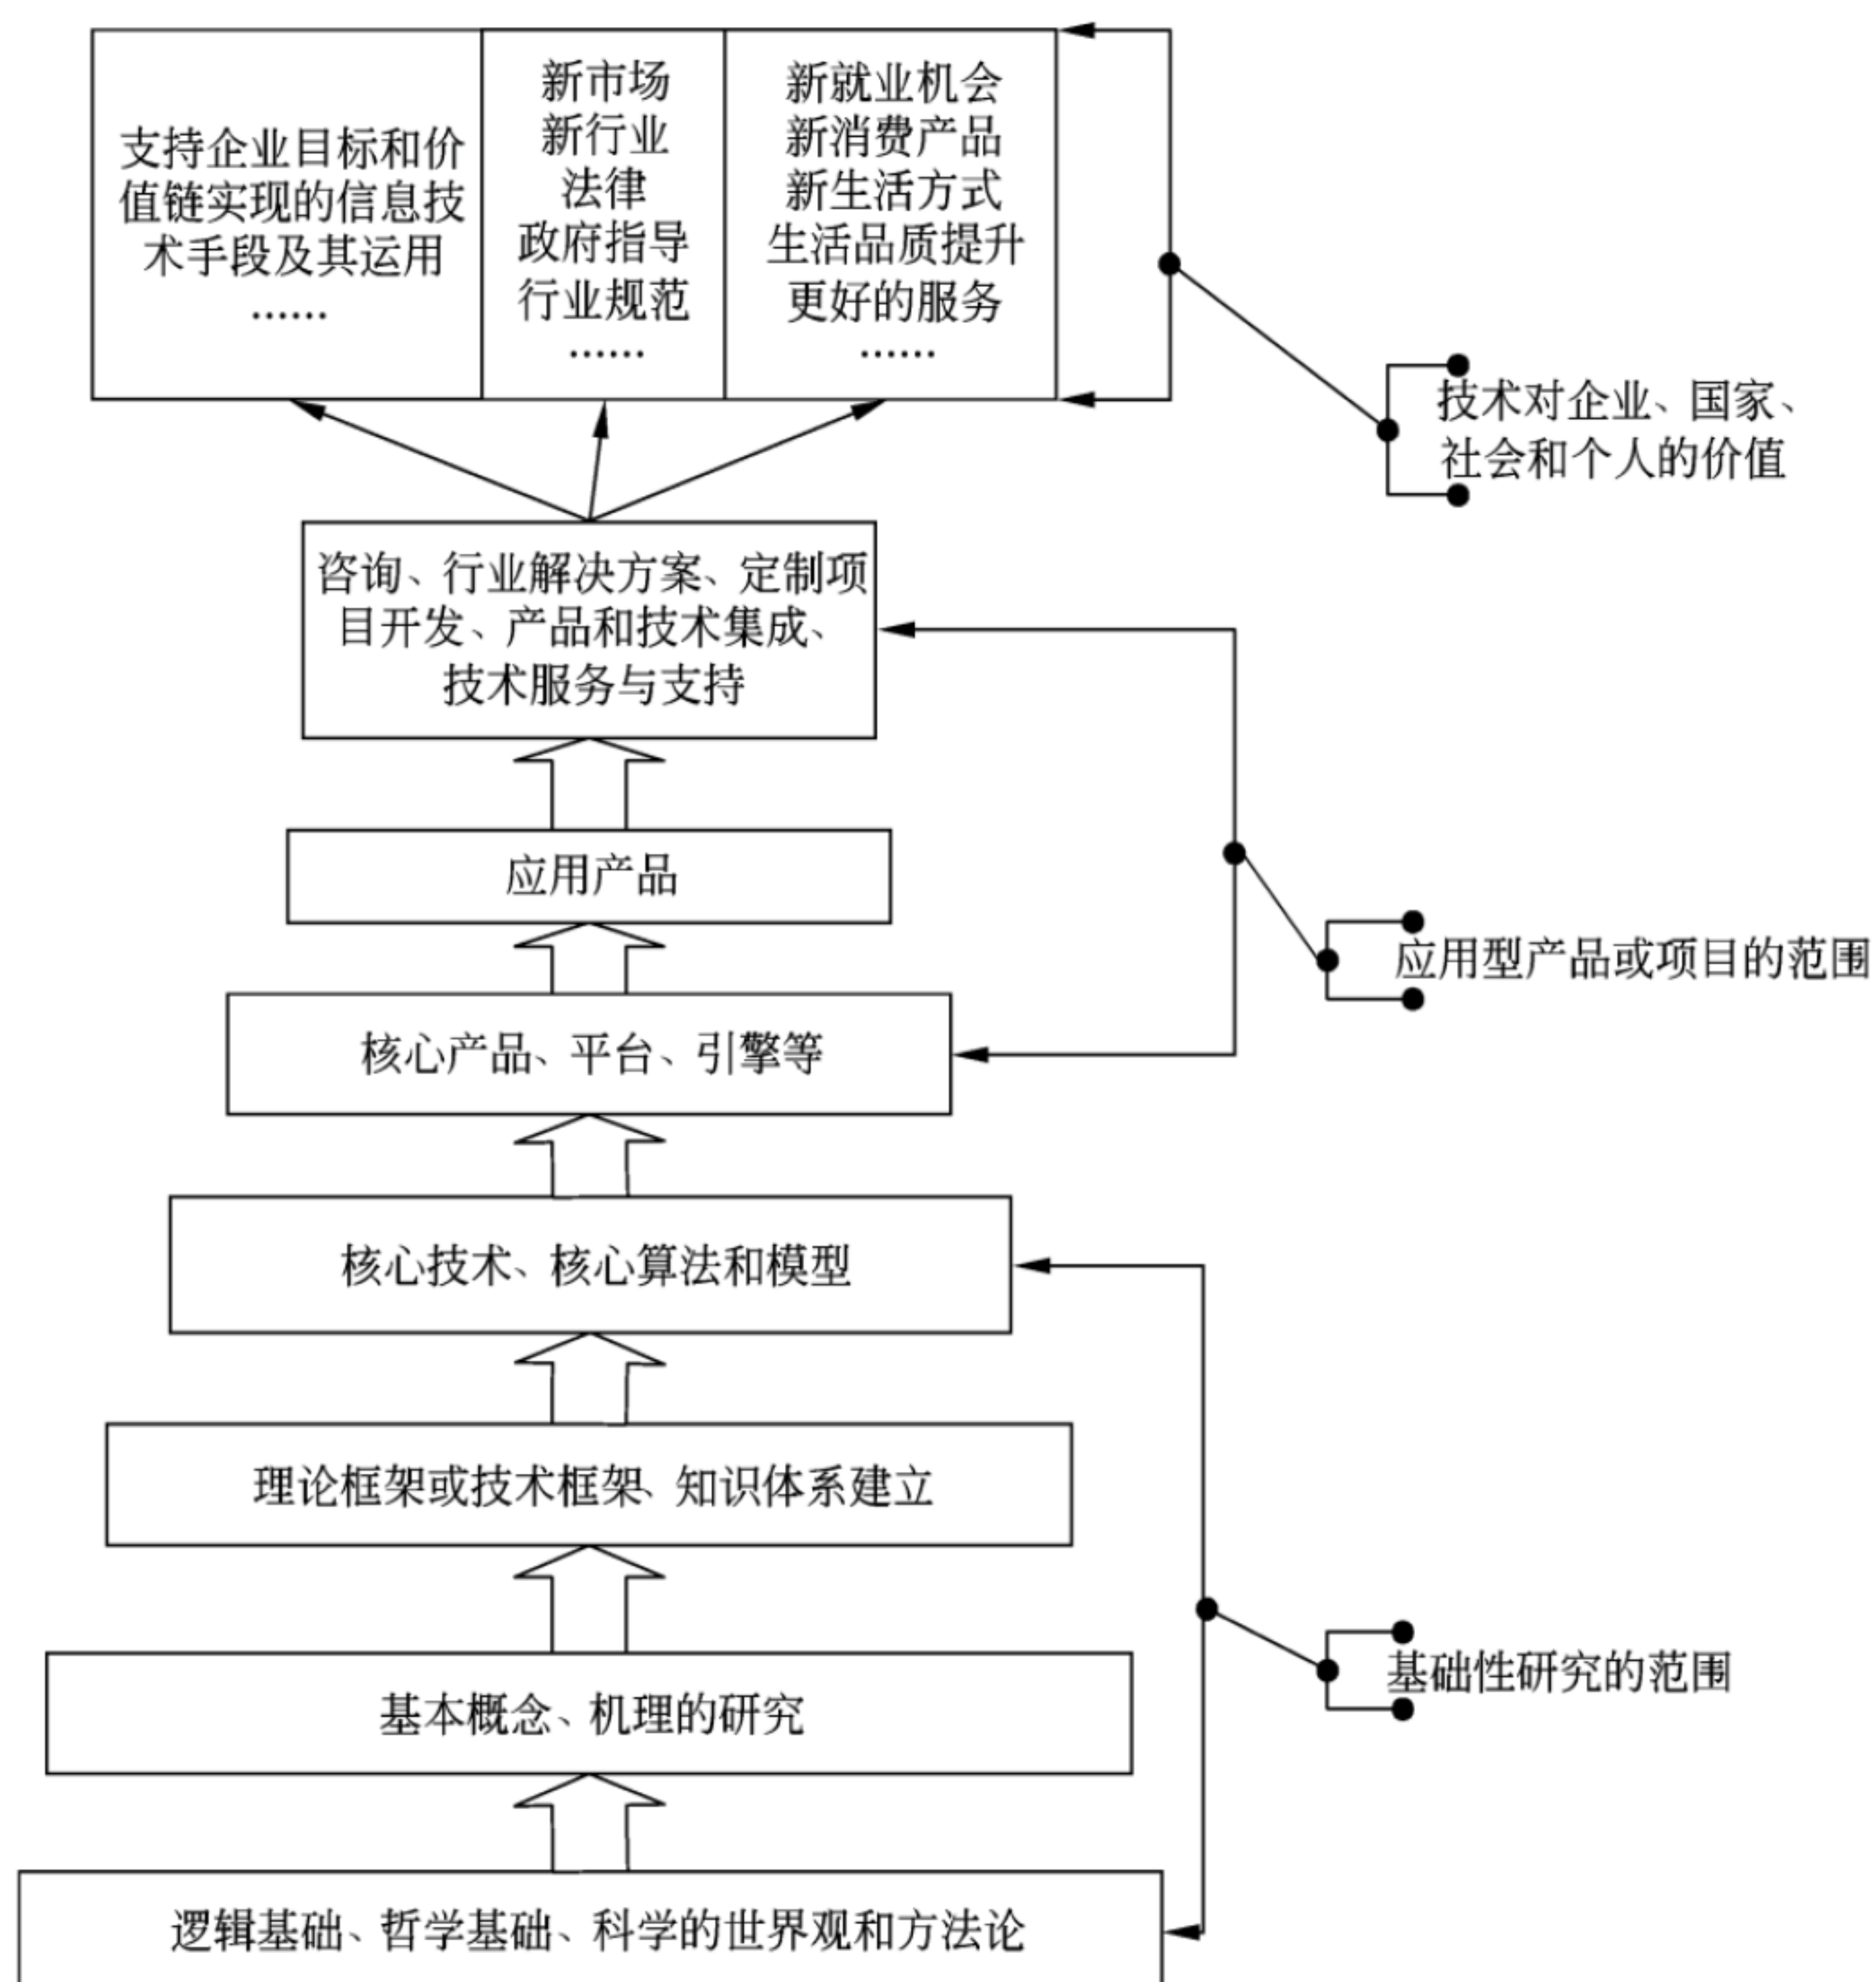 支持企业目标和价
值链实现的信息技
术手段及其运用
……
新市场
新行业
法律
政府指导
行业规范
……
新就业机会
新消费产品
新生活方式
生活品质提升
更好的服务
……
技术对企业、国家、
社会和个人的价值
咨询、行业解决方案、定制项
目开发、产品和技术集成、
技术服务与支持
应用产品
应用型产品或项目的范围
核心产品、平台、引擎等
核心技术、核心算法和模型
理论框架或技术框架、知识体系建立
基础性研究的范围
基本概念、机理的研究
逻辑基础、哲学基础、科学的世界观和方法论